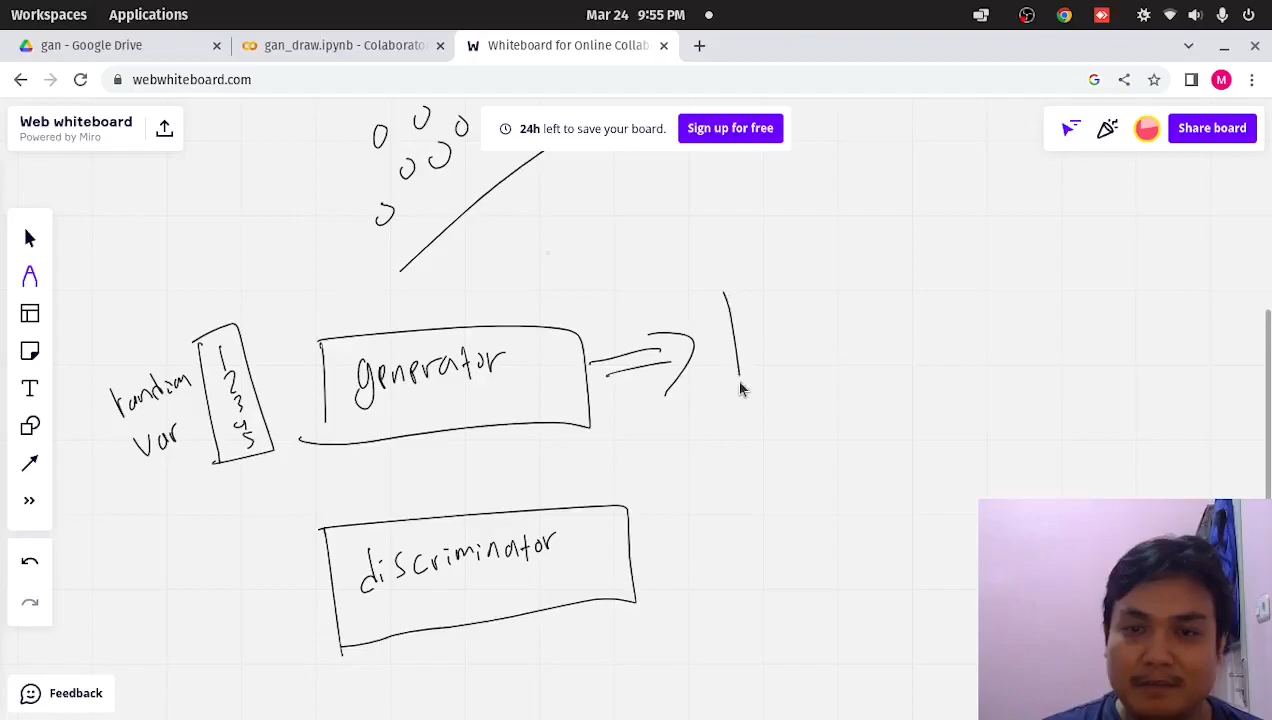 Workspaces Applications Mar 24 9:55 PM
gan - Google Drive gan_draw.ipynb - Colaborato Whiteboard for Online Collab
webwhiteboard.com M
Web whiteboard
Powered by Miro
24h left to save your board. Sign up for free
Share board
random
var
1
2
3
4
5
generator
discriminator
Feedback